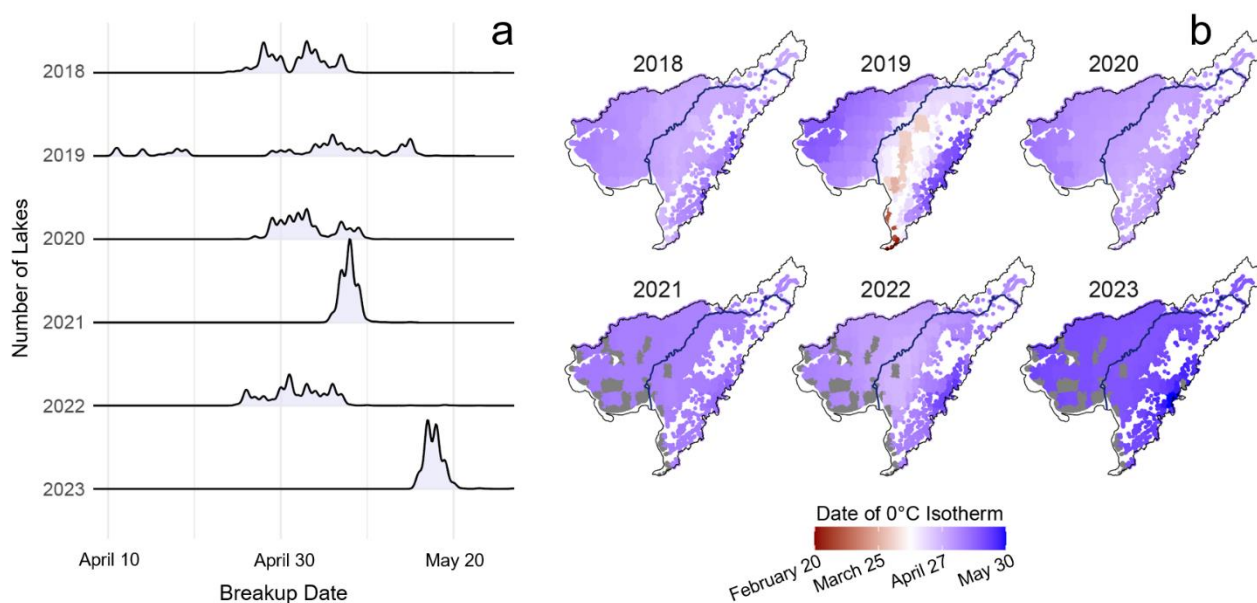 a
2018
2019
2020
2021
2022
2023
Number of Lakes
April 10
April 30
May 20
Breakup Date
b
2018
2019
2020
2021
2022
2023
Date of 0°C Isotherm
February 20
March 25
April 27
May 30